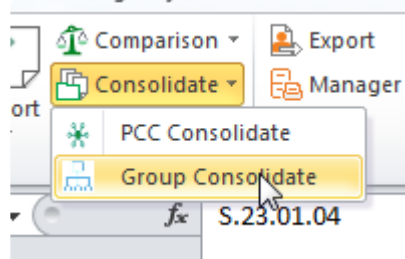 Comparison
Export
Consolidate
Manager
ort
PCC Consolidate
Group Consolidate
fx
S.23.01.04